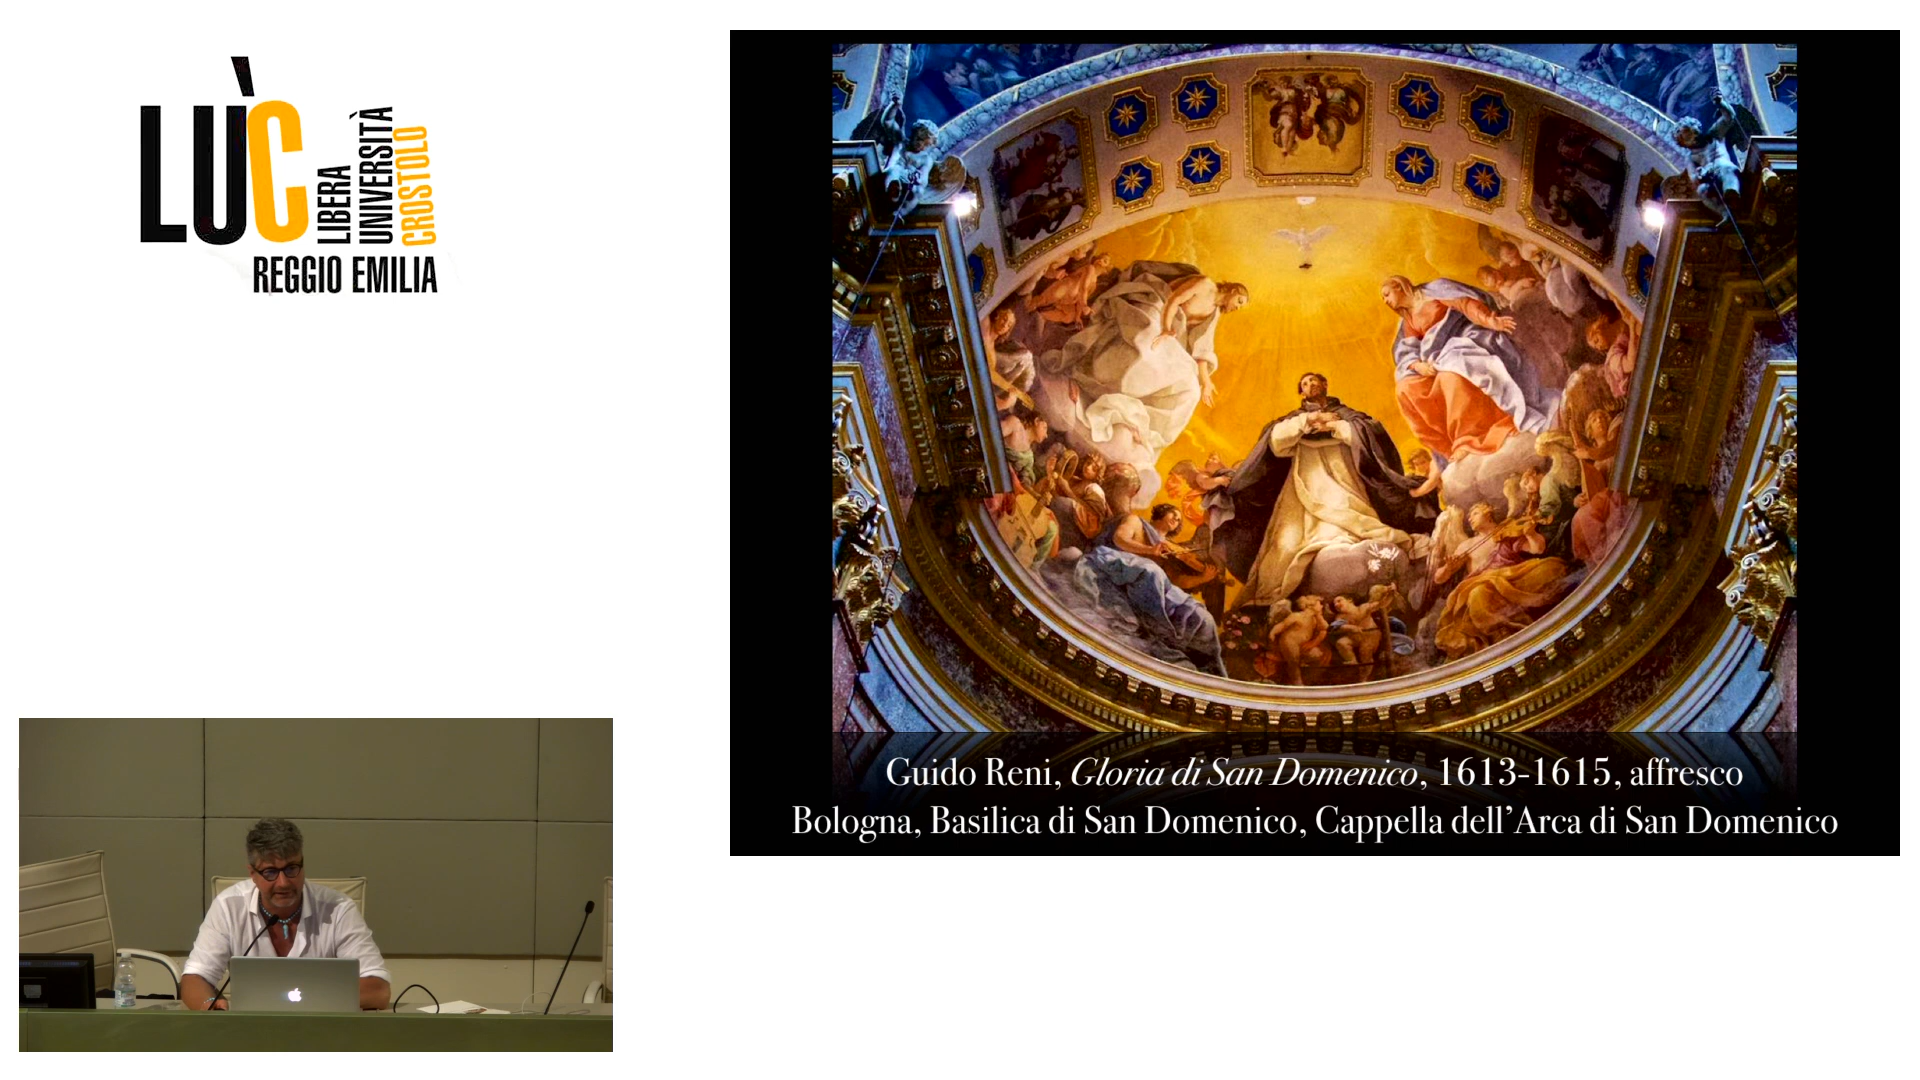 LÙC
LIBERA
UNIVERSITÀ
CROSTOLO
REGGIO EMILIA
Guido Reni, Gloria di San Domenico, 1613-1615, affresco
Bologna, Basilica di San Domenico, Cappella dell’Arca di San Domenico